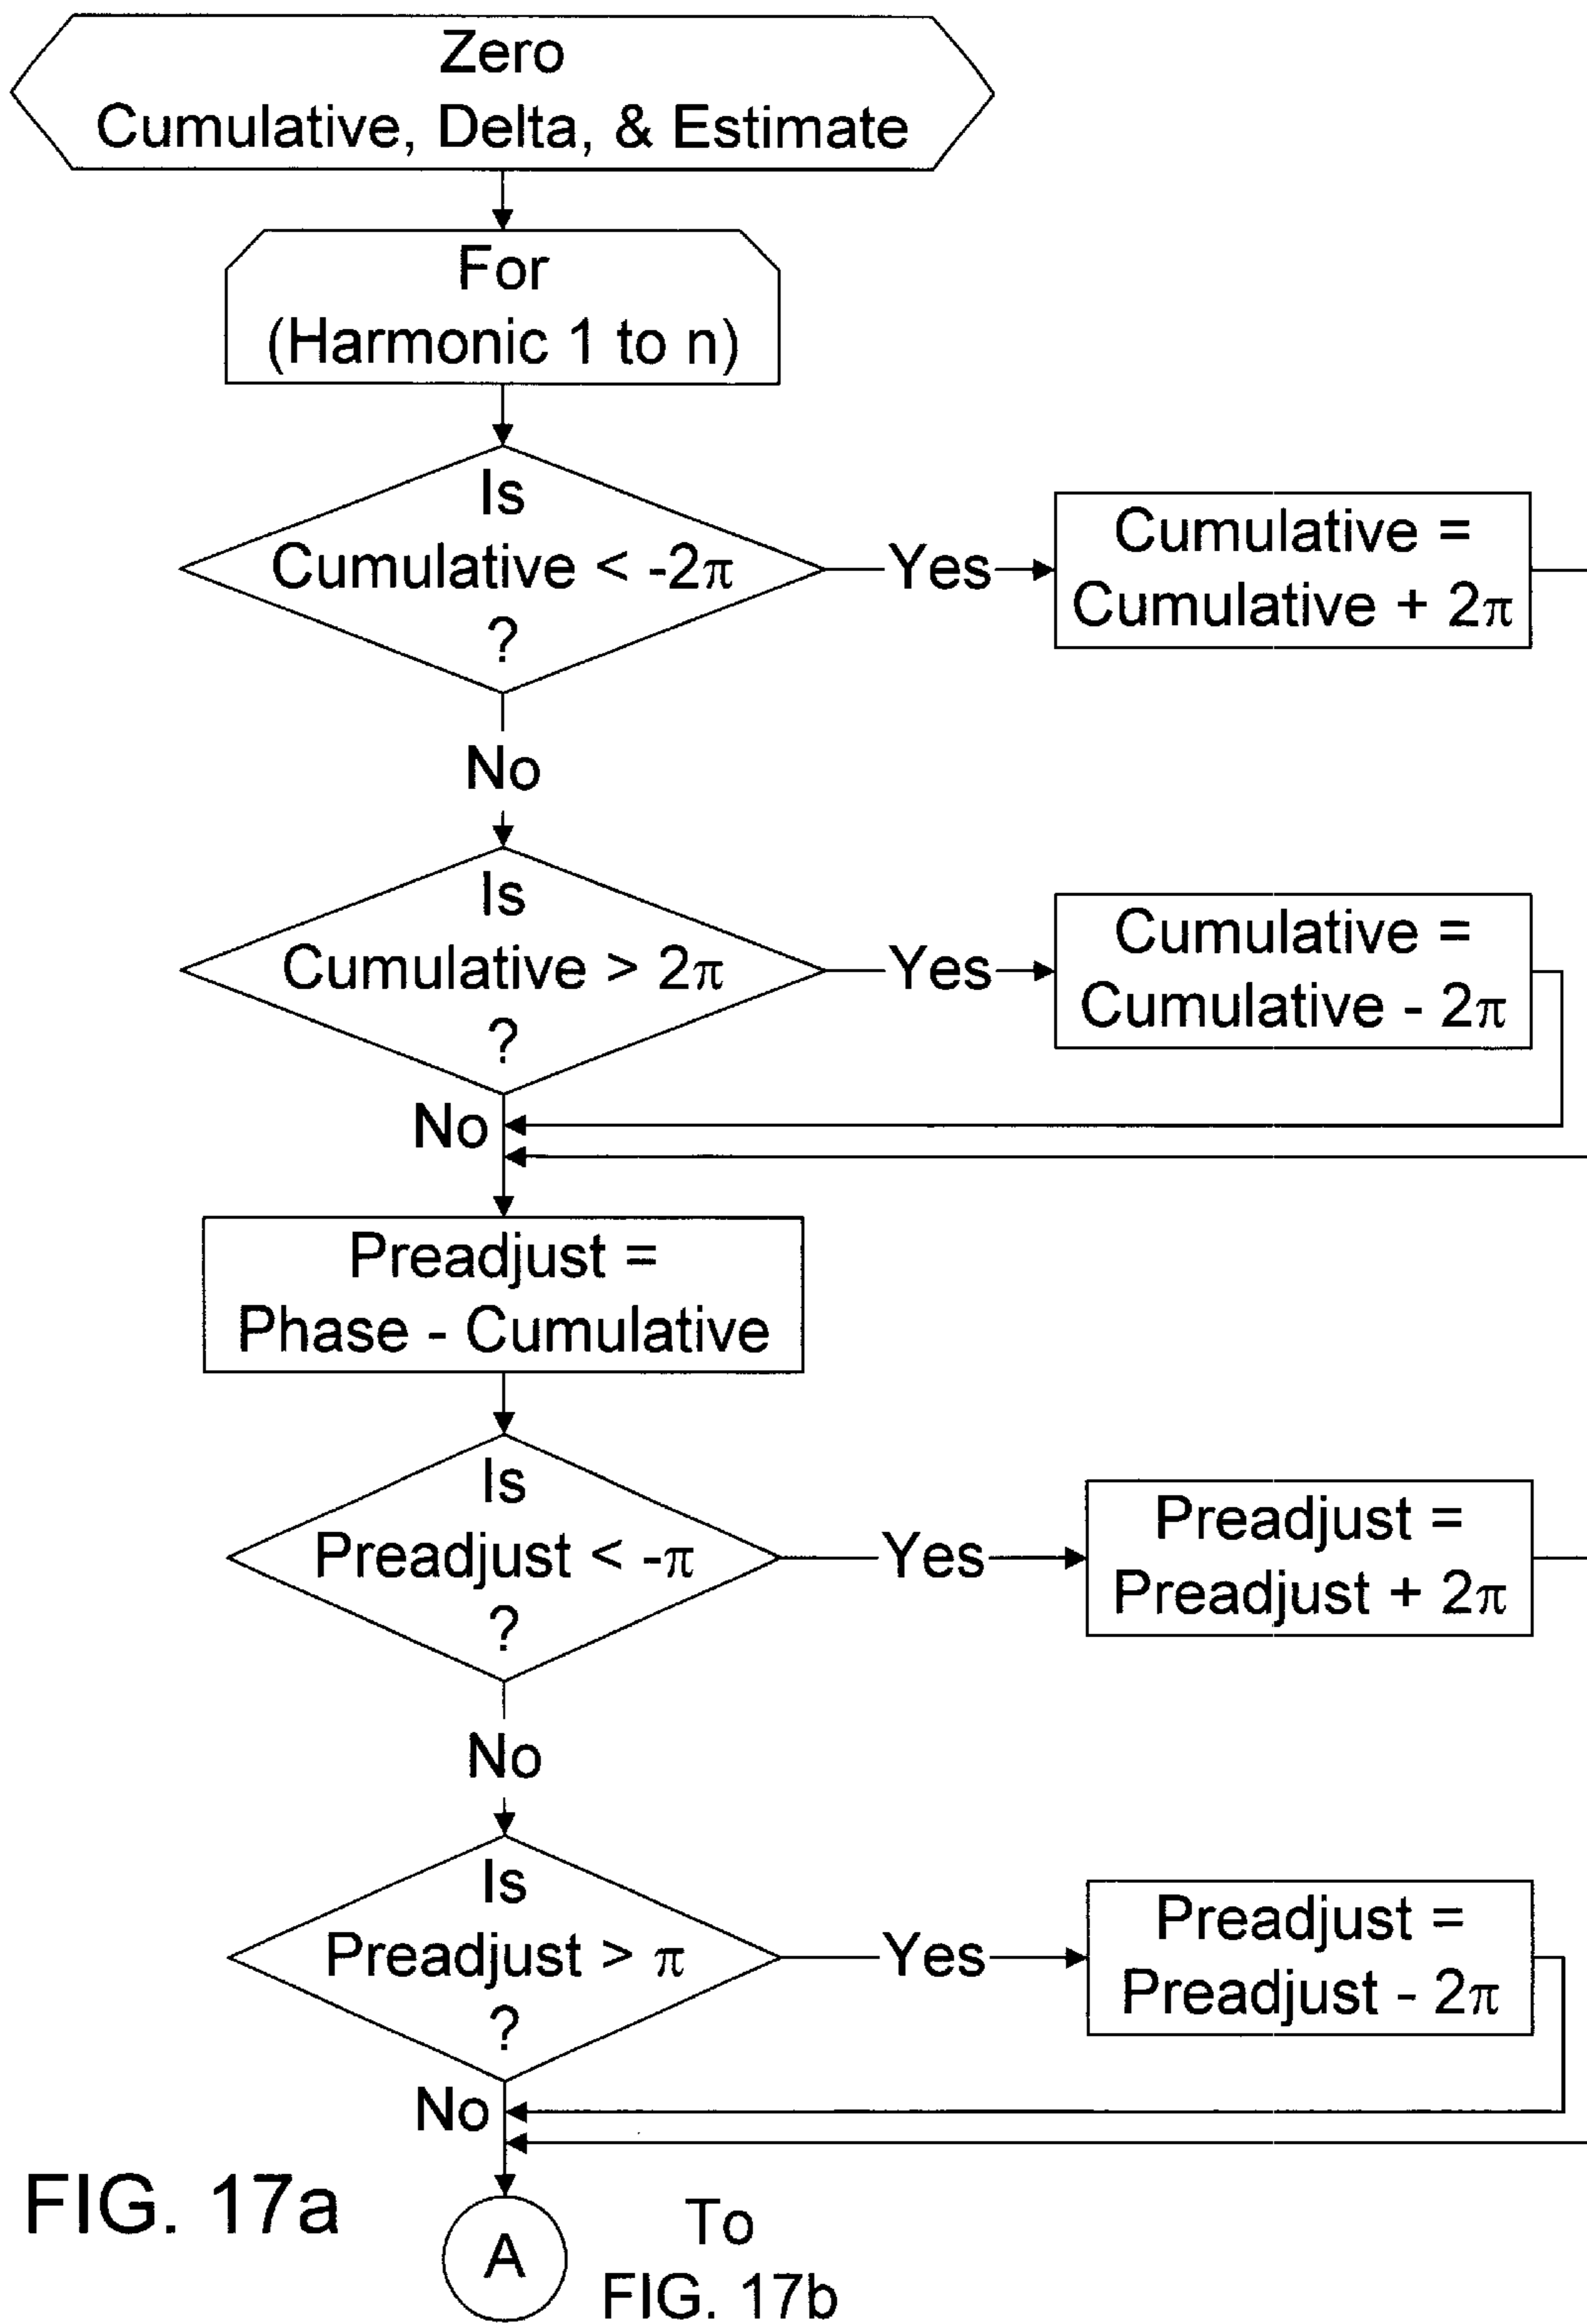 Zero
Cumulative, Delta, & Estimate
For
(Harmonic 1 to n)
Is
Cumulative < -2π
?
Yes
Cumulative =
Cumulative + 2π
No
Is
Cumulative > 2π
?
Yes
Cumulative =
Cumulative - 2π
No
Preadjust =
Phase - Cumulative
Is
Preadjust < -π
?
Yes
Preadjust =
Preadjust + 2π
No
Is
Preadjust > π
?
Yes
Preadjust =
Preadjust - 2π
No
FIG. 17a
A
To
FIG. 17b